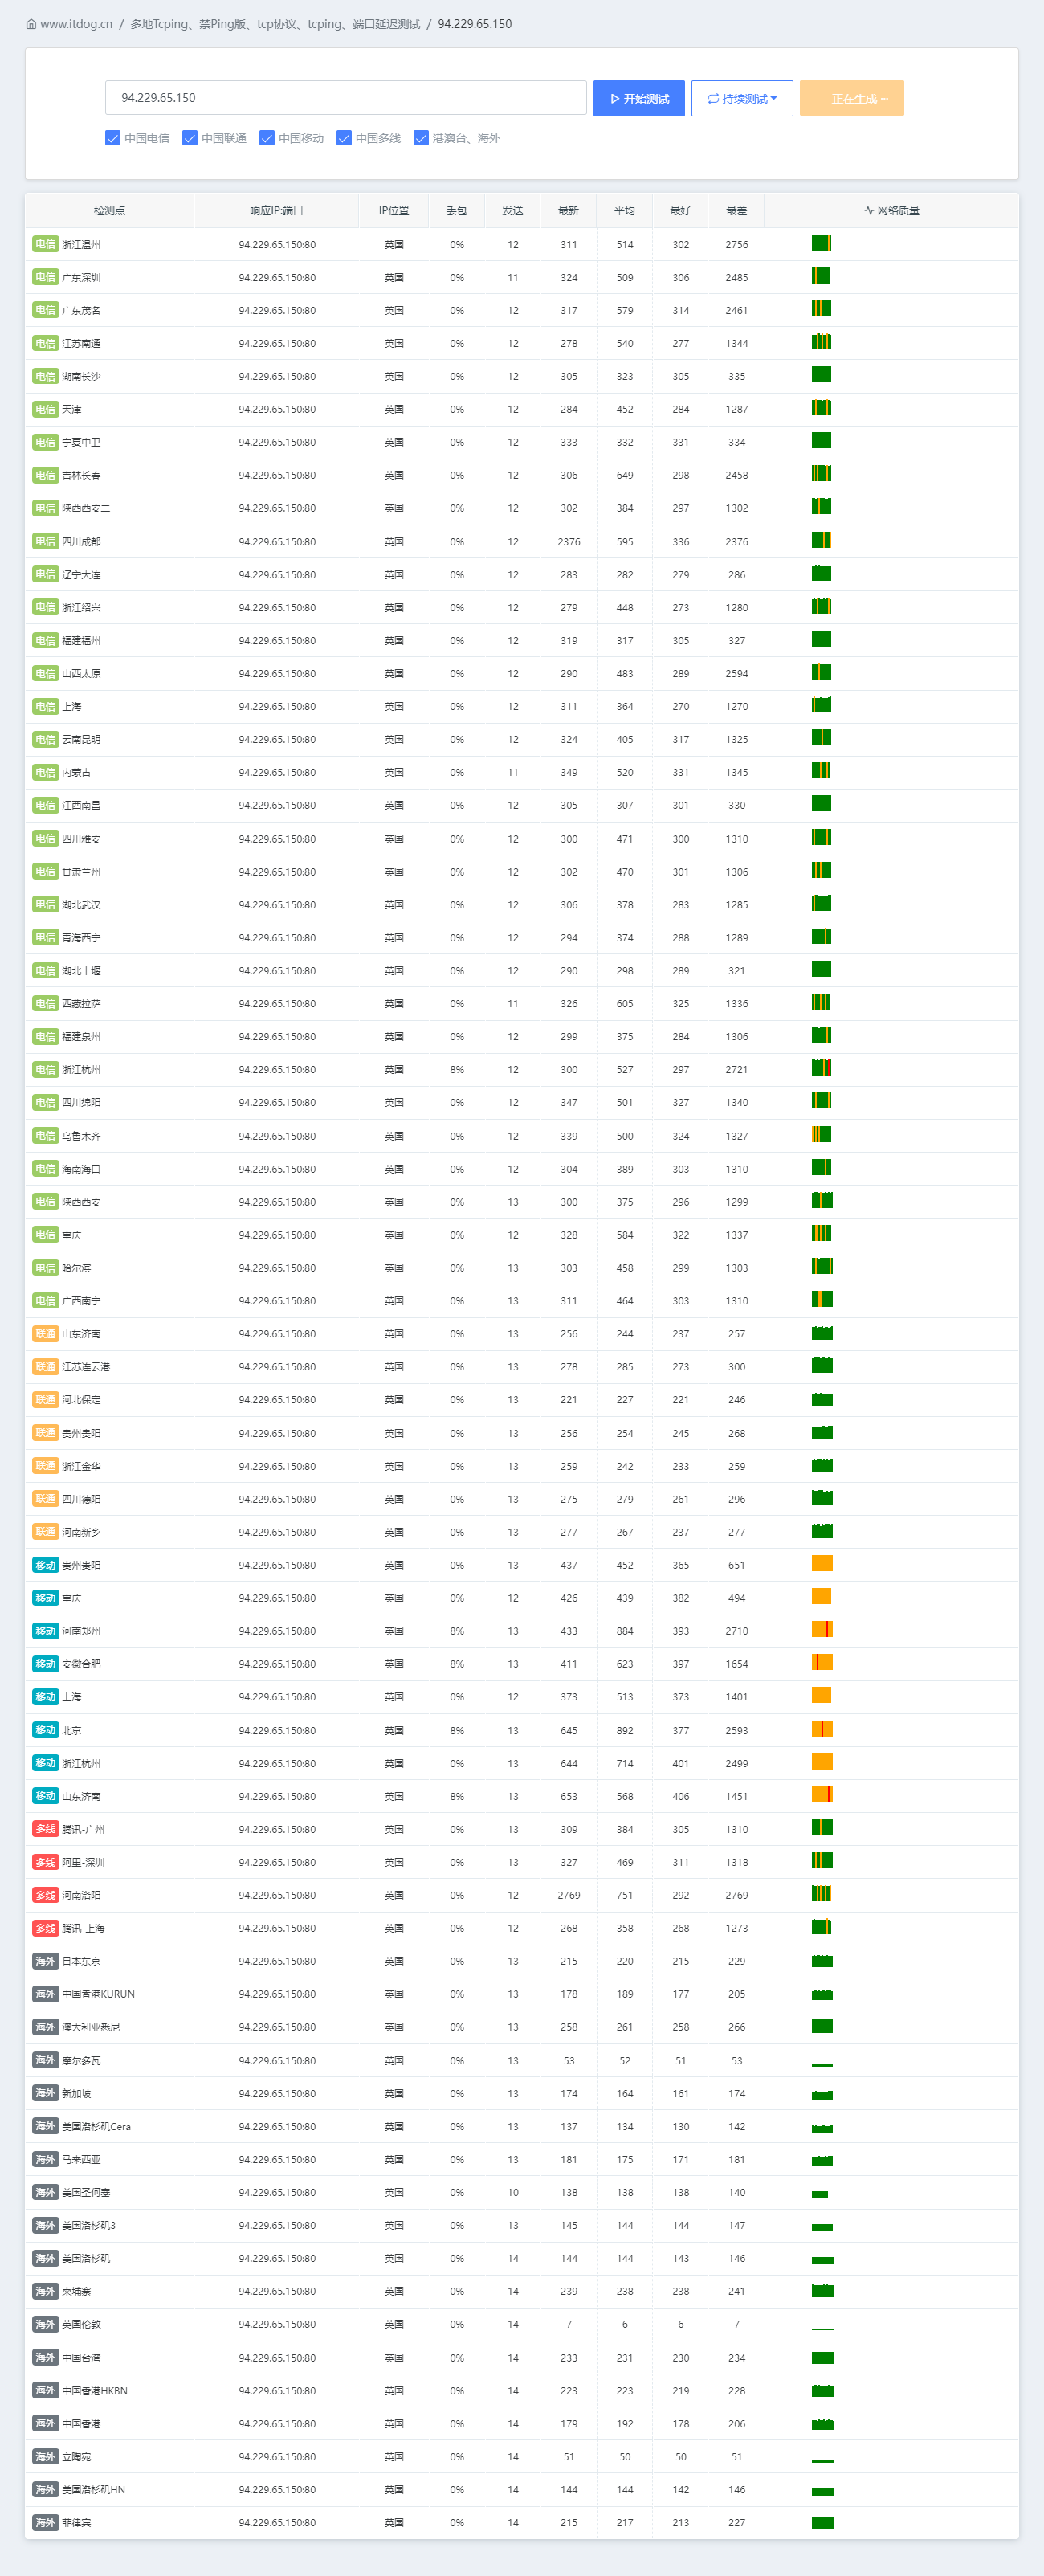 www.itdog.cn / 多地Tcping、禁Ping版、tcp协议、tcping、端口延迟测试 / 94.229.65.150
94.229.65.150 开始测试 持续测试 正在生成 ···
中国电信 中国联通 中国移动 中国多线 港澳台、海外
检测点 响应IP:端口 IP位置 丢包 发送 最新 平均 最好 最差 网络质量
电信 浙江温州 94.229.65.150:80 英国 0% 12 311 514 302 2756
电信 广东深圳 94.229.65.150:80 英国 0% 11 324 509 306 2485
电信 广东茂名 94.229.65.150:80 英国 0% 12 317 579 314 2461
电信 江苏南通 94.229.65.150:80 英国 0% 12 278 540 277 1344
电信 湖南长沙 94.229.65.150:80 英国 0% 12 305 323 305 335
电信 天津 94.229.65.150:80 英国 0% 12 284 452 284 1287
电信 宁夏中卫 94.229.65.150:80 英国 0% 12 333 332 331 334
电信 吉林长春 94.229.65.150:80 英国 0% 12 306 649 298 2458
电信 陕西西安二 94.229.65.150:80 英国 0% 12 302 384 297 1302
电信 四川成都 94.229.65.150:80 英国 0% 12 2376 595 336 2376
电信 辽宁大连 94.229.65.150:80 英国 0% 12 283 282 279 286
电信 浙江绍兴 94.229.65.150:80 英国 0% 12 279 448 273 1280
电信 福建福州 94.229.65.150:80 英国 0% 12 319 317 305 327
电信 山西太原 94.229.65.150:80 英国 0% 12 290 483 289 2594
电信 上海 94.229.65.150:80 英国 0% 12 311 364 270 1270
电信 云南昆明 94.229.65.150:80 英国 0% 12 324 405 317 1325
电信 内蒙古 94.229.65.150:80 英国 0% 11 349 520 331 1345
电信 江西南昌 94.229.65.150:80 英国 0% 12 305 307 301 330
电信 四川雅安 94.229.65.150:80 英国 0% 12 300 471 300 1310
电信 甘肃兰州 94.229.65.150:80 英国 0% 12 302 470 301 1306
电信 湖北武汉 94.229.65.150:80 英国 0% 12 306 378 283 1285
电信 青海西宁 94.229.65.150:80 英国 0% 12 294 374 288 1289
电信 湖北十堰 94.229.65.150:80 英国 0% 12 290 298 289 321
电信 西藏拉萨 94.229.65.150:80 英国 0% 11 326 605 325 1336
电信 福建泉州 94.229.65.150:80 英国 0% 12 299 375 284 1306
电信 浙江杭州 94.229.65.150:80 英国 8% 12 300 527 297 2721
电信 四川绵阳 94.229.65.150:80 英国 0% 12 347 501 327 1340
电信 乌鲁木齐 94.229.65.150:80 英国 0% 12 339 500 324 1327
电信 海南海口 94.229.65.150:80 英国 0% 12 304 389 303 1310
电信 陕西西安 94.229.65.150:80 英国 0% 13 300 375 296 1299
电信 重庆 94.229.65.150:80 英国 0% 12 328 584 322 1337
电信 哈尔滨 94.229.65.150:80 英国 0% 13 303 458 299 1303
电信 广西南宁 94.229.65.150:80 英国 0% 13 311 464 303 1310
联通 山东济南 94.229.65.150:80 英国 0% 13 256 244 237 257
联通 江苏连云港 94.229.65.150:80 英国 0% 13 278 285 273 300
联通 河北保定 94.229.65.150:80 英国 0% 13 221 227 221 246
联通 贵州贵阳 94.229.65.150:80 英国 0% 13 256 254 245 268
联通 浙江金华 94.229.65.150:80 英国 0% 13 259 242 233 259
联通 四川德阳 94.229.65.150:80 英国 0% 13 275 279 261 296
联通 河南新乡 94.229.65.150:80 英国 0% 13 277 267 237 277
移动 贵州贵阳 94.229.65.150:80 英国 0% 13 437 452 365 651
移动 重庆 94.229.65.150:80 英国 0% 12 426 439 382 494
移动 河南郑州 94.229.65.150:80 英国 8% 13 433 884 393 2710
移动 安徽合肥 94.229.65.150:80 英国 8% 13 411 623 397 1654
移动 上海 94.229.65.150:80 英国 0% 12 373 513 373 1401
移动 北京 94.229.65.150:80 英国 8% 13 645 892 377 2593
移动 浙江杭州 94.229.65.150:80 英国 0% 13 644 714 401 2499
移动 山东济南 94.229.65.150:80 英国 8% 13 653 568 406 1451
多线 腾讯-广州 94.229.65.150:80 英国 0% 13 309 384 305 1310
多线 阿里-深圳 94.229.65.150:80 英国 0% 13 327 469 311 1318
多线 河南洛阳 94.229.65.150:80 英国 0% 12 2769 751 292 2769
多线 腾讯-上海 94.229.65.150:80 英国 0% 12 268 358 268 1273
海外 日本东京 94.229.65.150:80 英国 0% 13 215 220 215 229
海外 中国香港KURUN 94.229.65.150:80 英国 0% 13 178 189 177 205
海外 澳大利亚悉尼 94.229.65.150:80 英国 0% 13 258 261 258 266
海外 摩尔多瓦 94.229.65.150:80 英国 0% 13 53 52 51 53
海外 新加坡 94.229.65.150:80 英国 0% 13 174 164 161 174
海外 美国洛杉矶Cera 94.229.65.150:80 英国 0% 13 137 134 130 142
海外 马来西亚 94.229.65.150:80 英国 0% 13 181 175 171 181
海外 美国圣何塞 94.229.65.150:80 英国 0% 10 138 138 138 140
海外 美国洛杉矶3 94.229.65.150:80 英国 0% 13 145 144 144 147
海外 美国洛杉矶 94.229.65.150:80 英国 0% 14 144 144 143 146
海外 柬埔寨 94.229.65.150:80 英国 0% 14 239 238 238 241
海外 英国伦敦 94.229.65.150:80 英国 0% 14 7 6 6 7
海外 中国台湾 94.229.65.150:80 英国 0% 14 233 231 230 234
海外 中国香港HKBN 94.229.65.150:80 英国 0% 14 223 223 219 228
海外 中国香港 94.229.65.150:80 英国 0% 14 179 192 178 206
海外 立陶宛 94.229.65.150:80 英国 0% 14 51 50 50 51
海外 美国洛杉矶HN 94.229.65.150:80 英国 0% 14 144 144 142 146
海外 菲律宾 94.229.65.150:80 英国 0% 14 215 217 213 227